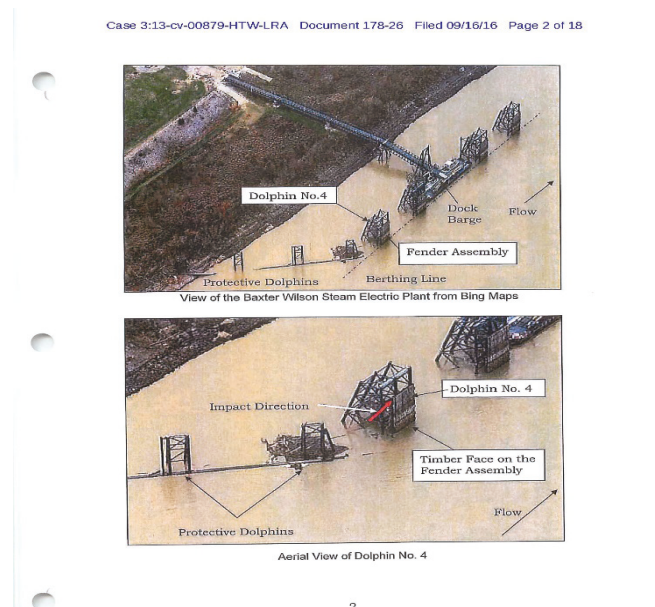 Case 3:13-cv-00879-HTW-LRA Document 178-26 Filed 09/16/16 Page 2 of 18
Dolphin No.4
Dock
Barge
Flow
Fender Assembly
Protective Dolphins
Berthing Line
View of the Baxter Wilson Steam Electric Plant from Bing Maps
Dolphin No. 4
Impact Direction
Timber Face on the
Fender Assembly
Flow
Protective Dolphins
Aerial View of Dolphin No. 4
2